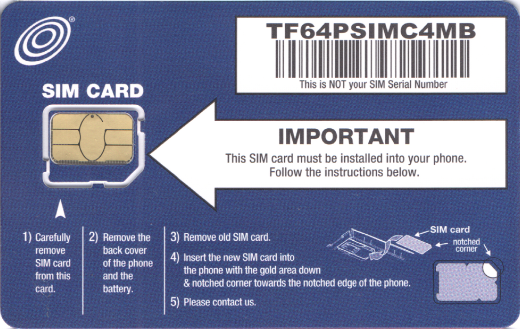 ®
TF64PSIMC4MB
This is NOT your SIM Serial Number
SIM CARD
IMPORTANT
This SIM card must be installed into your phone.
Follow the instructions below.
1) Carefully
remove
SIM card
from this
card.
2) Remove the
back cover
of the phone
and the
battery.
3) Remove old SIM card.
4) Insert the new SIM card into
the phone with the gold area down
& notched corner towards the notched edge of the phone.
5) Please contact us.
SIM card
notched
corner